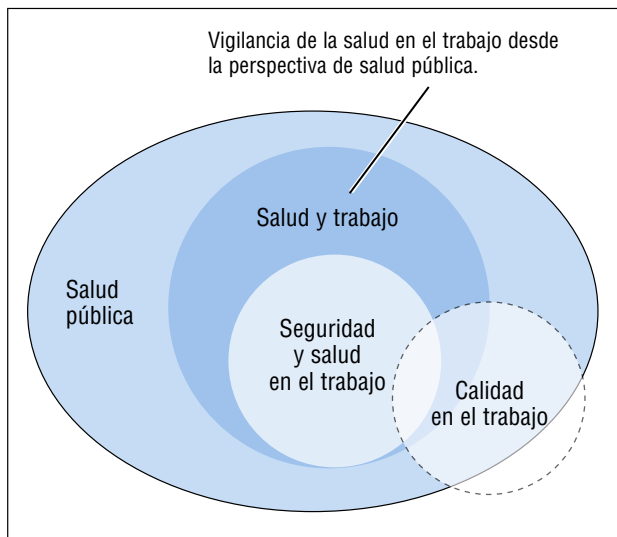 Vigilancia de la salud en el trabajo desde
la perspectiva de salud pública.
Salud y trabajo
Salud
pública
Seguridad
y salud
en el trabajo
Calidad
en el trabajo